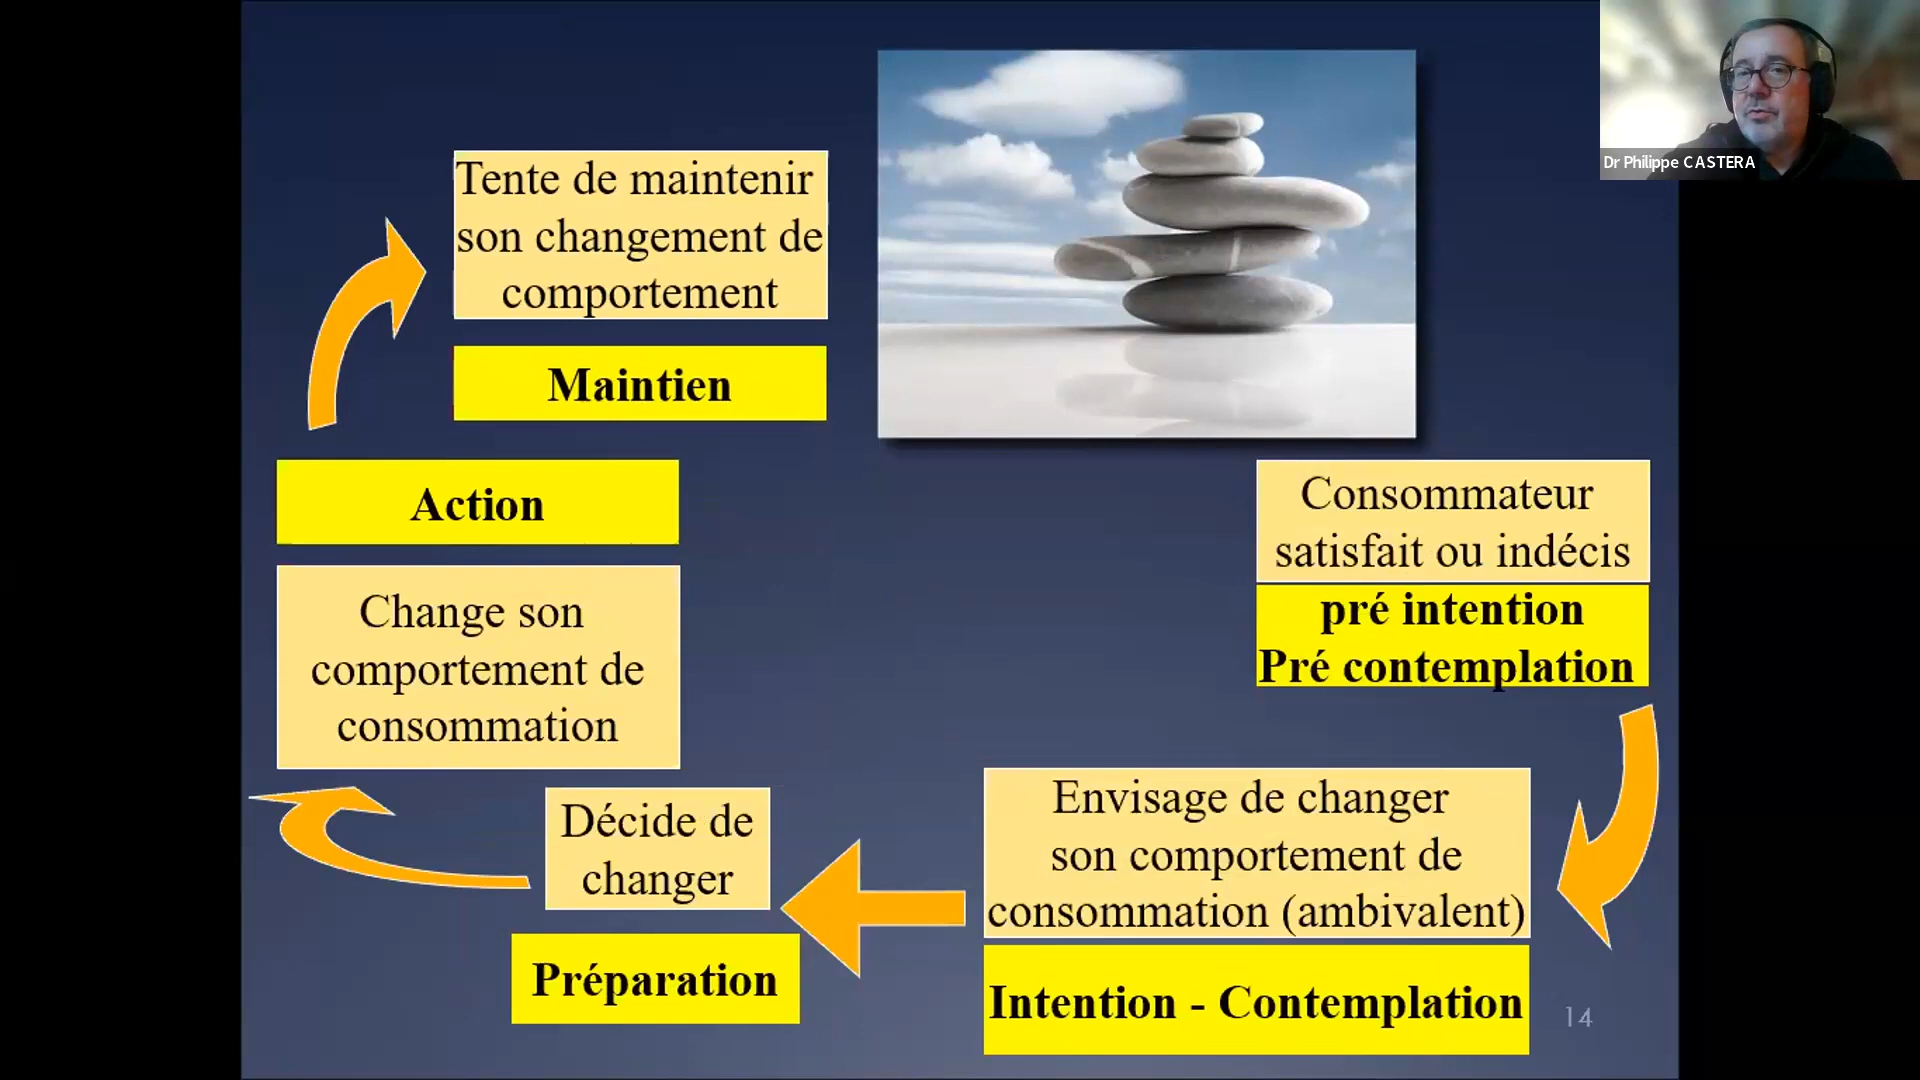 Dr Philippe CASTERA
Tente de maintenir
son changement de
comportement
Maintien
Action
Change son
comportement de
consommation
Consommateur
satisfait ou indécis
pré intention
Pré contemplation
Décide de
changer
Préparation
Envisage de changer
son comportement de
consommation (ambivalent)
Intention - Contemplation
14